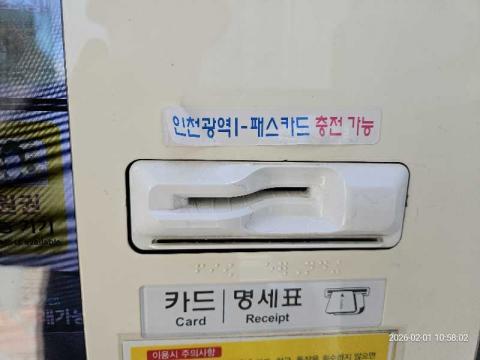 인천광역I-패스카드 충전 가능
카드 명세표
Card Receipt
이용시 주의사항
2026-02-01 10:58:02